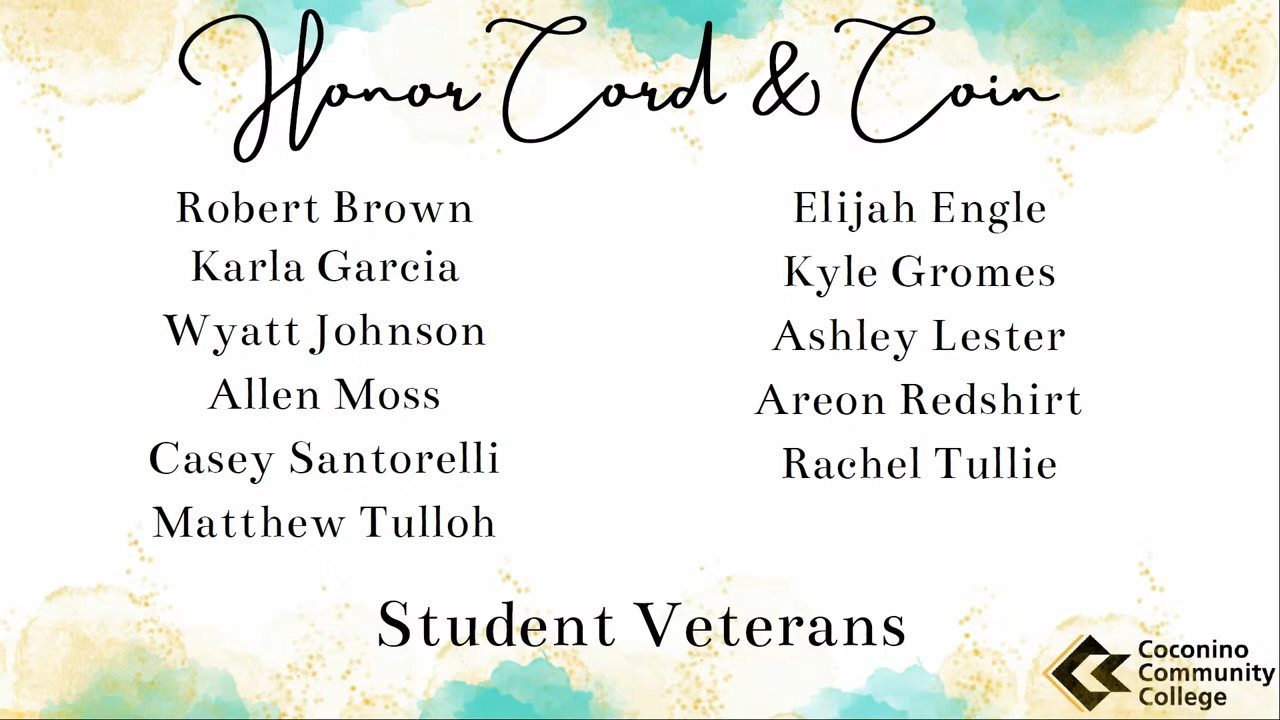 Honor Cord & Coin
Robert Brown
Karla Garcia
Wyatt Johnson
Allen Moss
Casey Santorelli
Matthew Tulloh
Elijah Engle
Kyle Gromes
Ashley Lester
Areon Redshirt
Rachel Tullie
Student Veterans
Coconino
Community
College